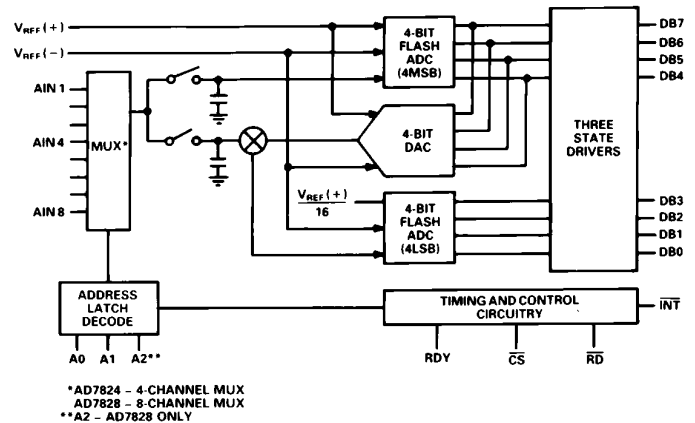 V_REF (+)
V_REF (−)
AIN 1
AIN 4
AIN 8
MUX*
4-BIT
FLASH
ADC
(4MSB)
4-BIT
DAC
V_REF (+)
16
4-BIT
FLASH
ADC
(4LSB)
THREE
STATE
DRIVERS
DB7
DB6
DB5
DB4
DB3
DB2
DB1
DB0
ADDRESS
LATCH
DECODE
TIMING AND CONTROL
CIRCUITRY
INT
A0 A1 A2**
RDY CS RD
*AD7824 – 4-CHANNEL MUX
AD7828 – 8-CHANNEL MUX
**A2 – AD7828 ONLY